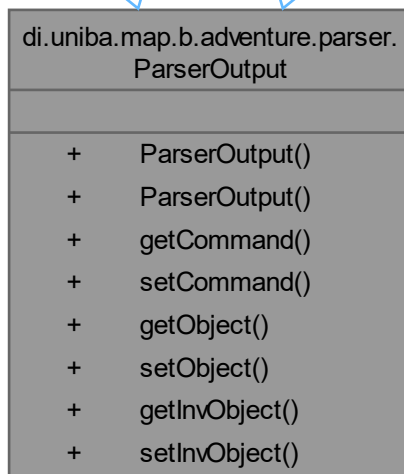 di.uniba.map.b.adventure.parser.
ParserOutput
+ ParserOutput()
+ ParserOutput()
+ getCommand()
+ setCommand()
+ getObject()
+ setObject()
+ getInvObject()
+ setInvObject()